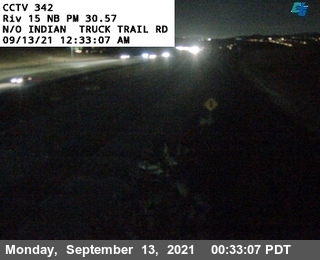 CCTV 342
Riv 15 NB PM 30.57
N/O INDIAN TRUCK TRAIL RD
09/13/21 12:33:07 AM
Monday, September 13, 2021 00:33:07 PDT